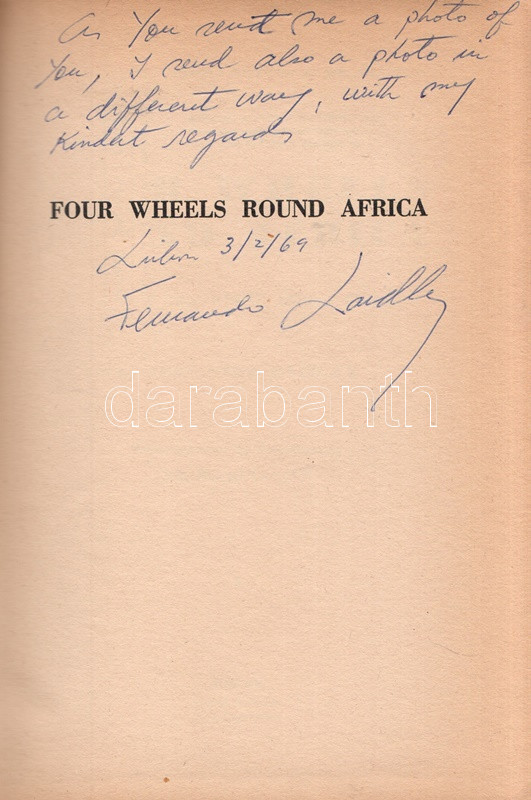 As You sent me a photo of
You, I send also a photo in
a different way, with my
Kindest regards
FOUR WHEELS ROUND AFRICA
Lisbon 3/2/69
Fernando Laidley
darabanth